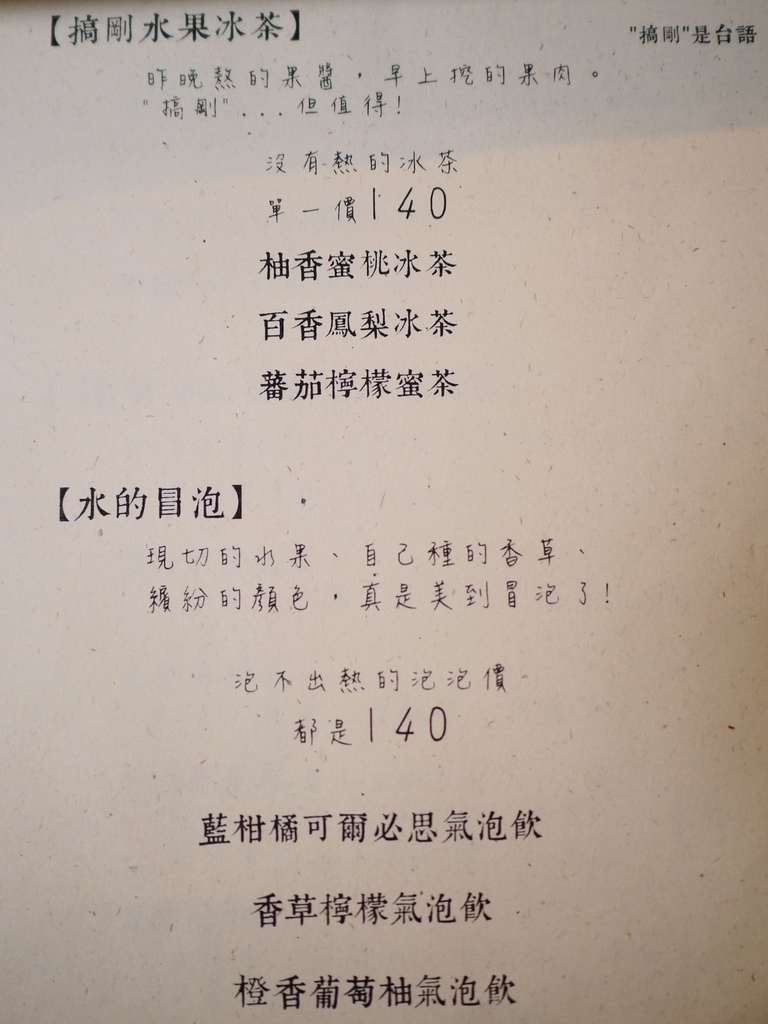 【搞剛水果冰茶】
"搞剛"是台語
昨晚熬的果醬，早上挖的果肉。
"搞剛"...但值得!
沒有熱的冰茶
單一價140
柚香蜜桃冰茶
百香鳳梨冰茶
蕃茄檸檬蜜茶
【水的冒泡】
現切的水果、自己種的香草、
繽紛的顏色，真是美到冒泡了!
泡不出熱的泡泡價
都是140
藍柑橘可爾必思氣泡飲
香草檸檬氣泡飲
橙香葡萄柚氣泡飲